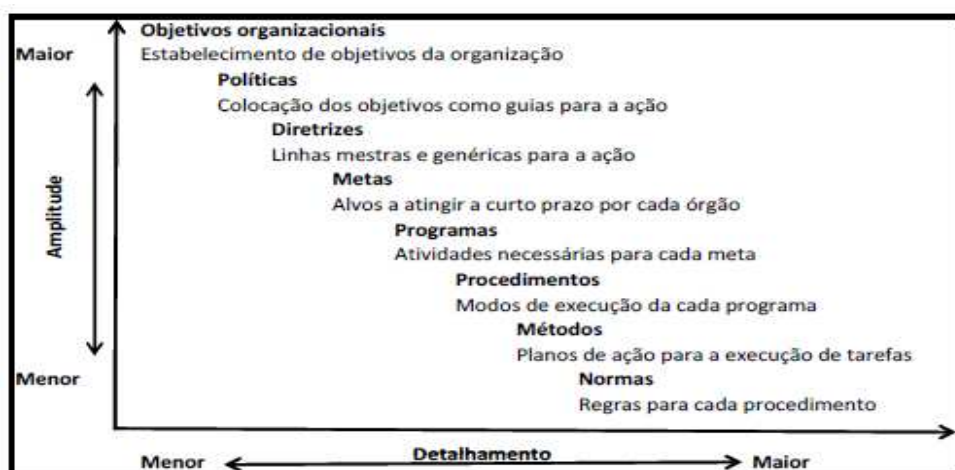 Objetivos organizacionais
Maior Estabelecimento de objetivos da organização
Políticas
Colocação dos objetivos como guias para a ação
Diretrizes
Linhas mestras e genéricas para a ação
Metas
Alvos a atingir a curto prazo por cada órgão
Amplitude
Programas
Atividades necessárias para cada meta
Procedimentos
Modos de execução da cada programa
Métodos
Planos de ação para a execução de tarefas
Menor Normas
Regras para cada procedimento
Menor Detalhamento Maior